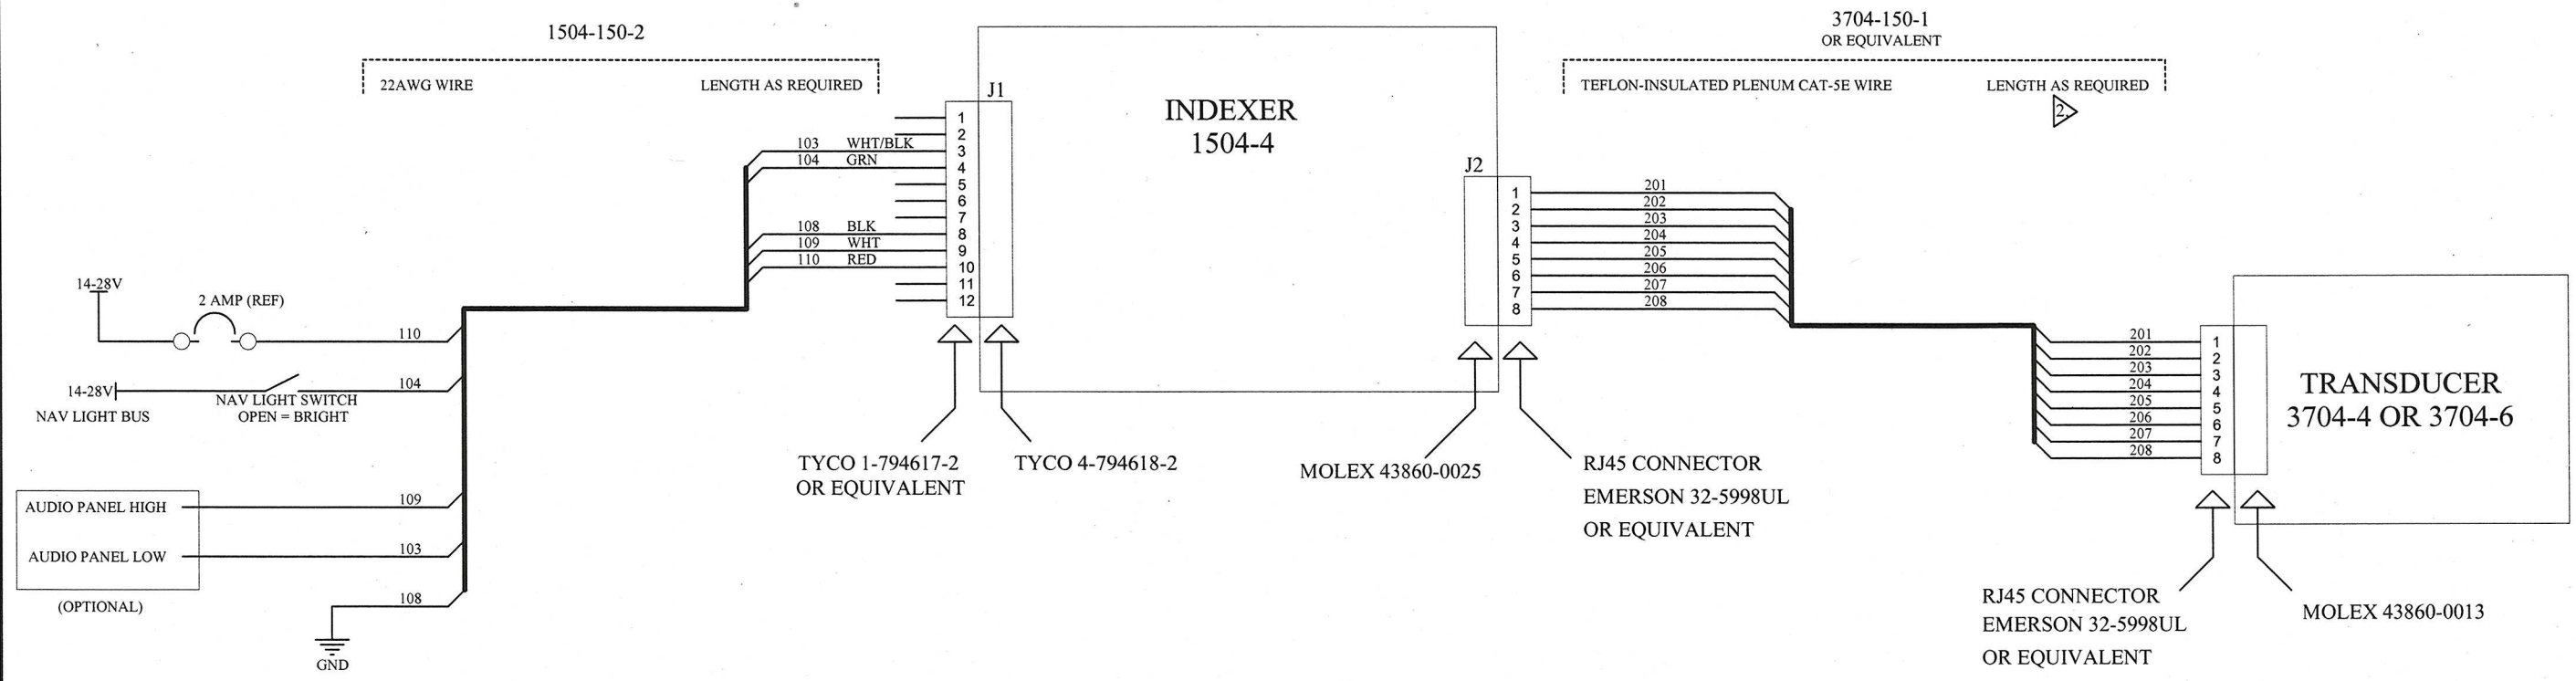 1504-150-2
22AWG WIRE
LENGTH AS REQUIRED
J1
1
2
3
4
5
6
7
8
9
10
11
12
103 WHT/BLK
104 GRN
108 BLK
109 WHT
110 RED
14-28V
2 AMP (REF)
110
14-28V
NAV LIGHT BUS
NAV LIGHT SWITCH
OPEN = BRIGHT
104
AUDIO PANEL HIGH
109
AUDIO PANEL LOW
103
(OPTIONAL)
108
GND
INDEXER
1504-4
TYCO 1-794617-2
OR EQUIVALENT
TYCO 4-794618-2
J2
1
2
3
4
5
6
7
8
201
202
203
204
205
206
207
208
MOLEX 43860-0025
RJ45 CONNECTOR
EMERSON 32-5998UL
OR EQUIVALENT
3704-150-1
OR EQUIVALENT
TEFLON-INSULATED PLENUM CAT-5E WIRE
LENGTH AS REQUIRED
2.
201
202
203
204
205
206
207
208
1
2
3
4
5
6
7
8
TRANSDUCER
3704-4 OR 3704-6
RJ45 CONNECTOR
EMERSON 32-5998UL
OR EQUIVALENT
MOLEX 43860-0013